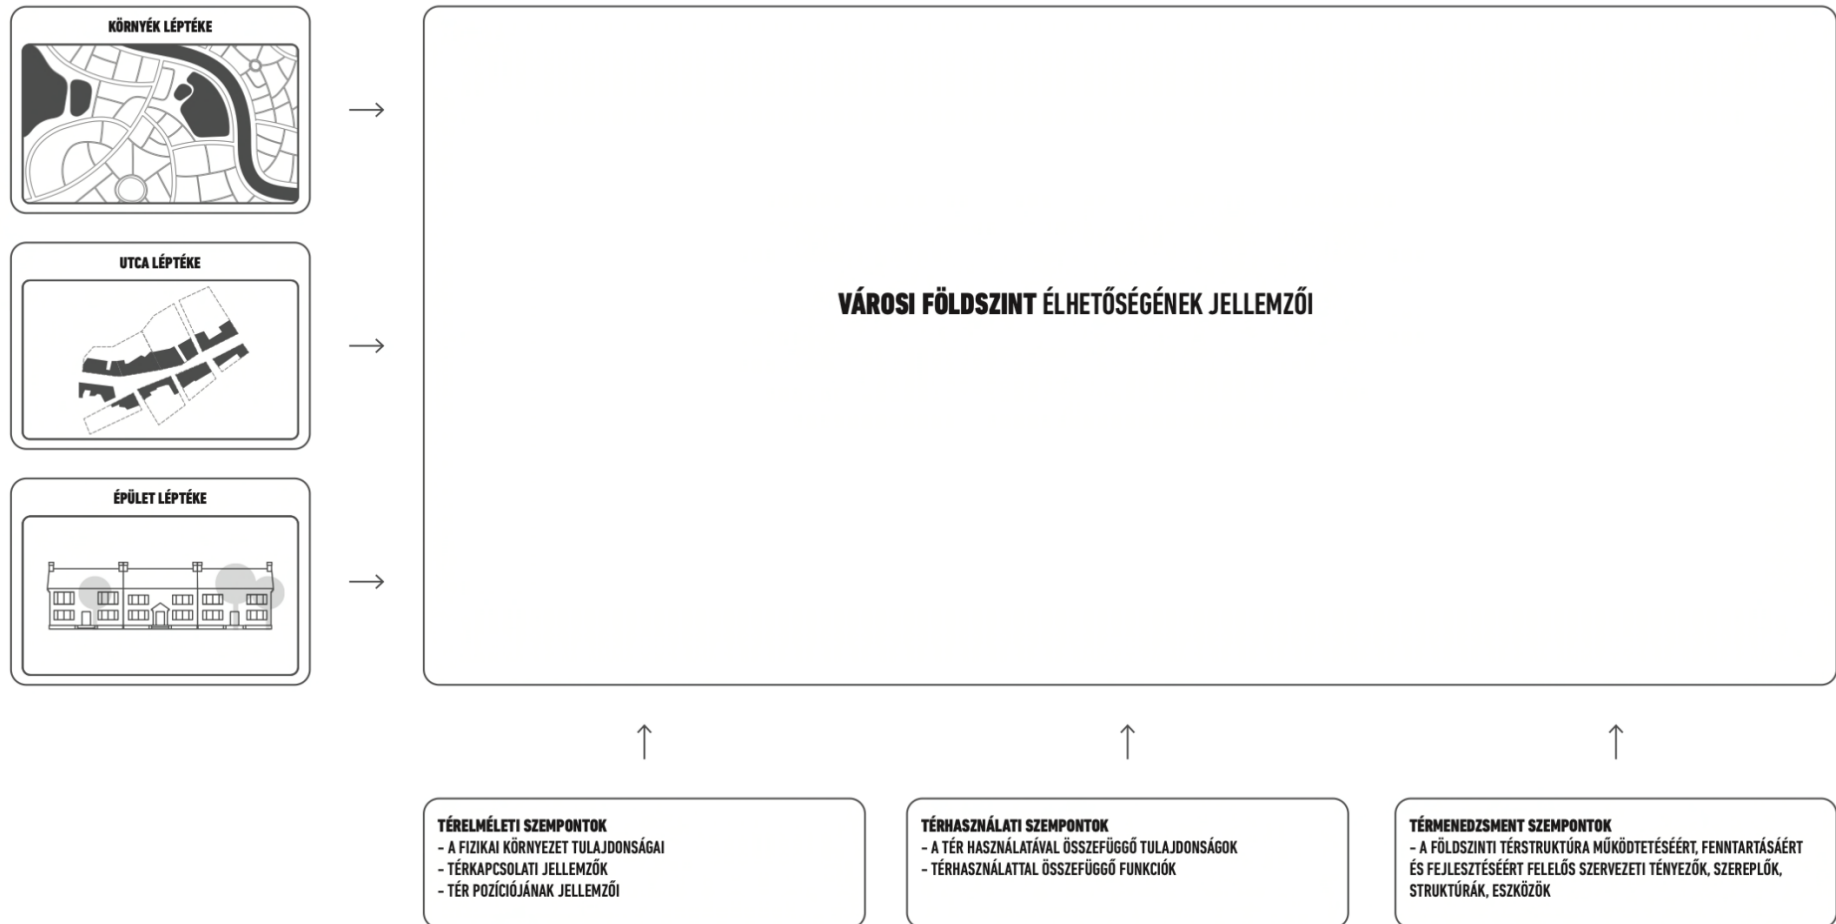 KÖRNYÉK LÉPTÉKE
UTCA LÉPTÉKE
ÉPÜLET LÉPTÉKE
VÁROSI FÖLDSZINT ÉLHETŐSÉGÉNEK JELLEMZŐI
TÉRELMÉLETI SZEMPONTOK
- A FIZIKAI KÖRNYEZET TULAJDONSÁGAI
- TÉRKAPCSOLATI JELLEMZŐK
- TÉR POZÍCIÓJÁNAK JELLEMZŐI
TÉRHASZNÁLATI SZEMPONTOK
- A TÉR HASZNÁLATÁVAL ÖSSZEFÜGGŐ TULAJDONSÁGOK
- TÉRHASZNÁLATTAL ÖSSZEFÜGGŐ FUNKCIÓK
TÉRMENEDZSMENT SZEMPONTOK
- A FÖLDSZINTI TÉRSTRUKTÚRA MŰKÖDTETÉSÉÉRT, FENNTARTÁSÁÉRT
ÉS FEJLESZTÉSÉÉRT FELELŐS SZERVEZETI TÉNYEZŐK, SZEREPLŐK,
STRUKTÚRÁK, ESZKÖZÖK